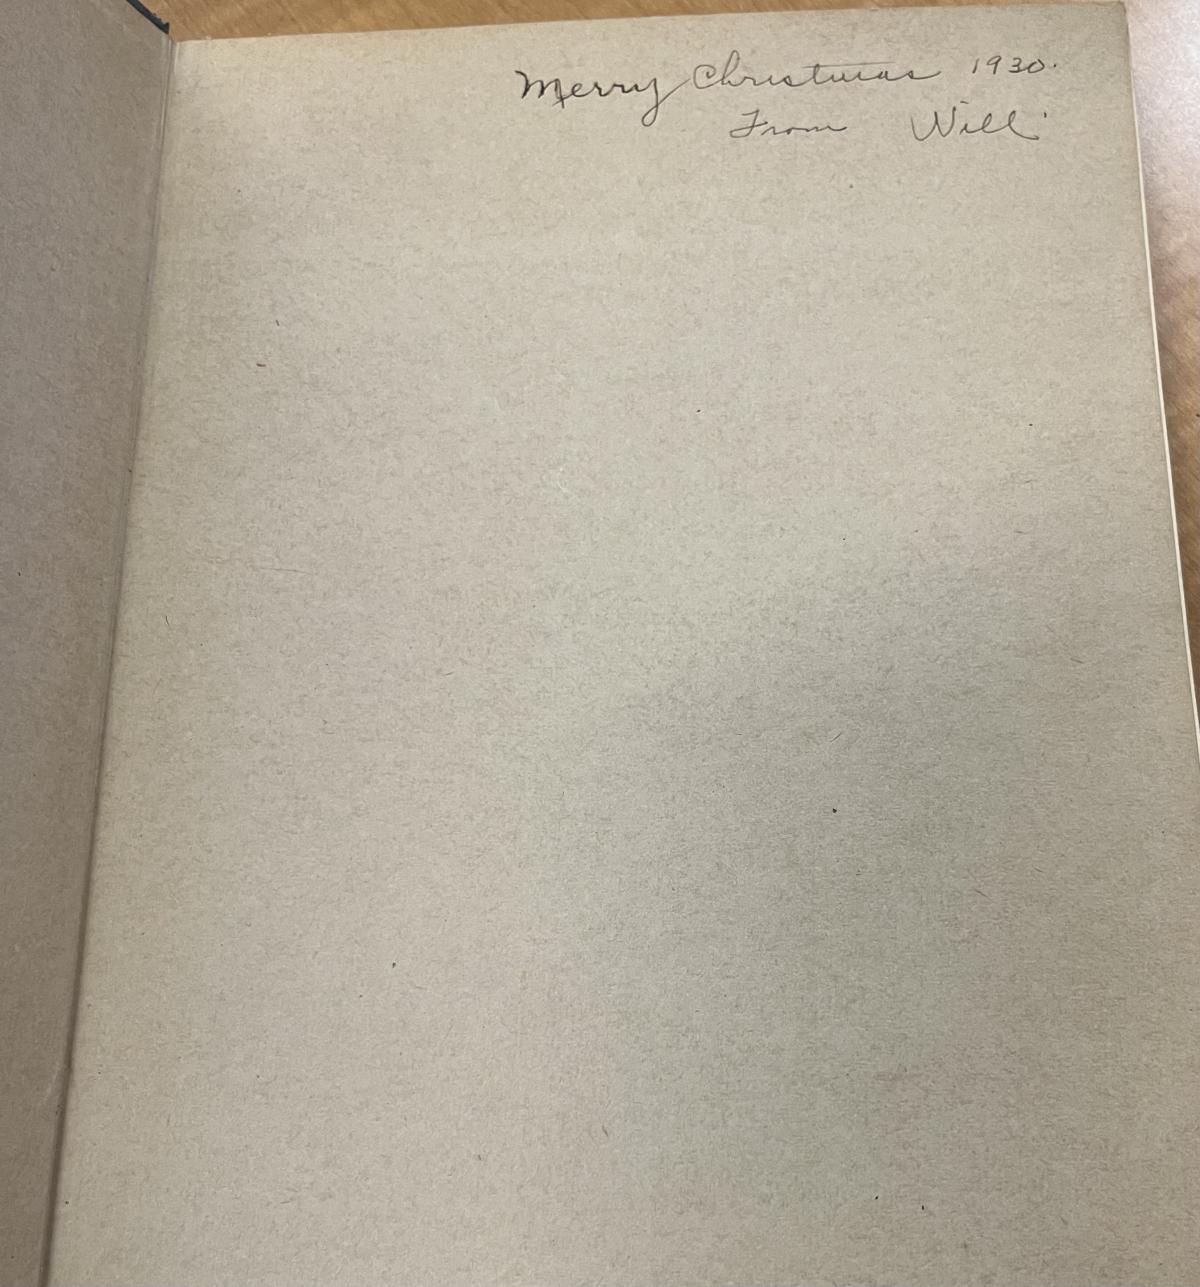 Merry Christmas 1930.
From Will